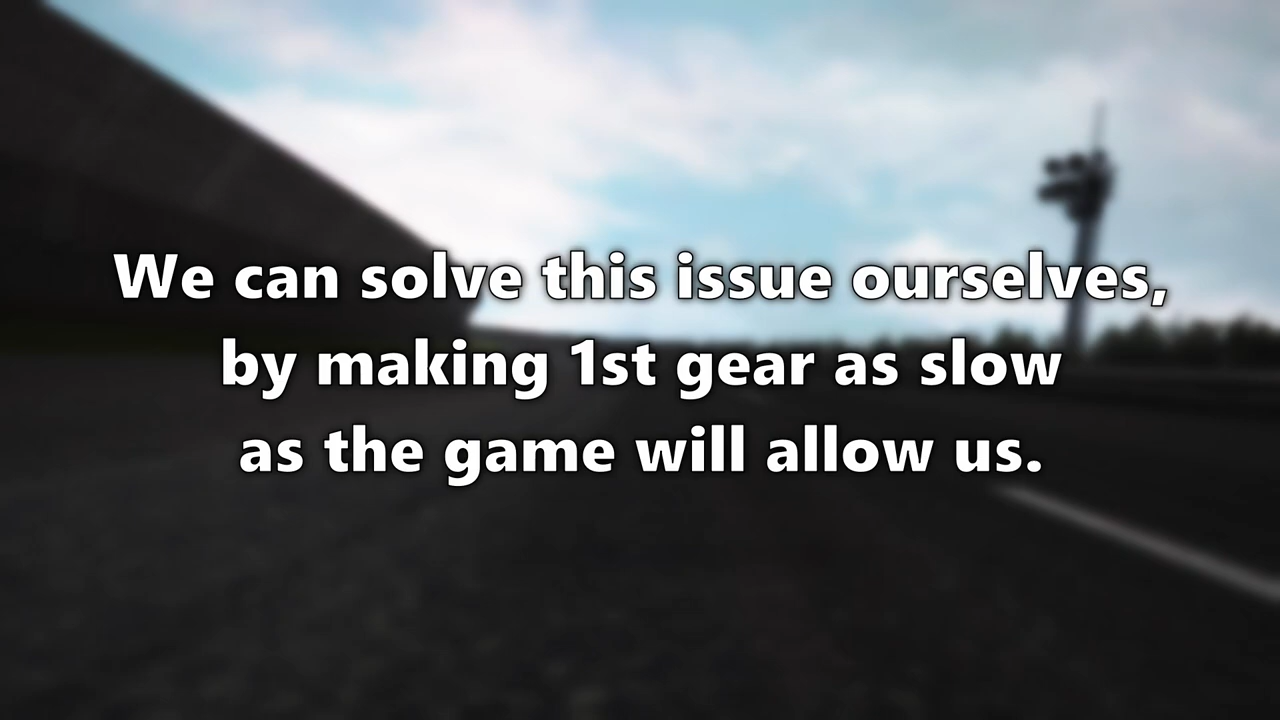 We can solve this issue ourselves,
by making 1st gear as slow
as the game will allow us.